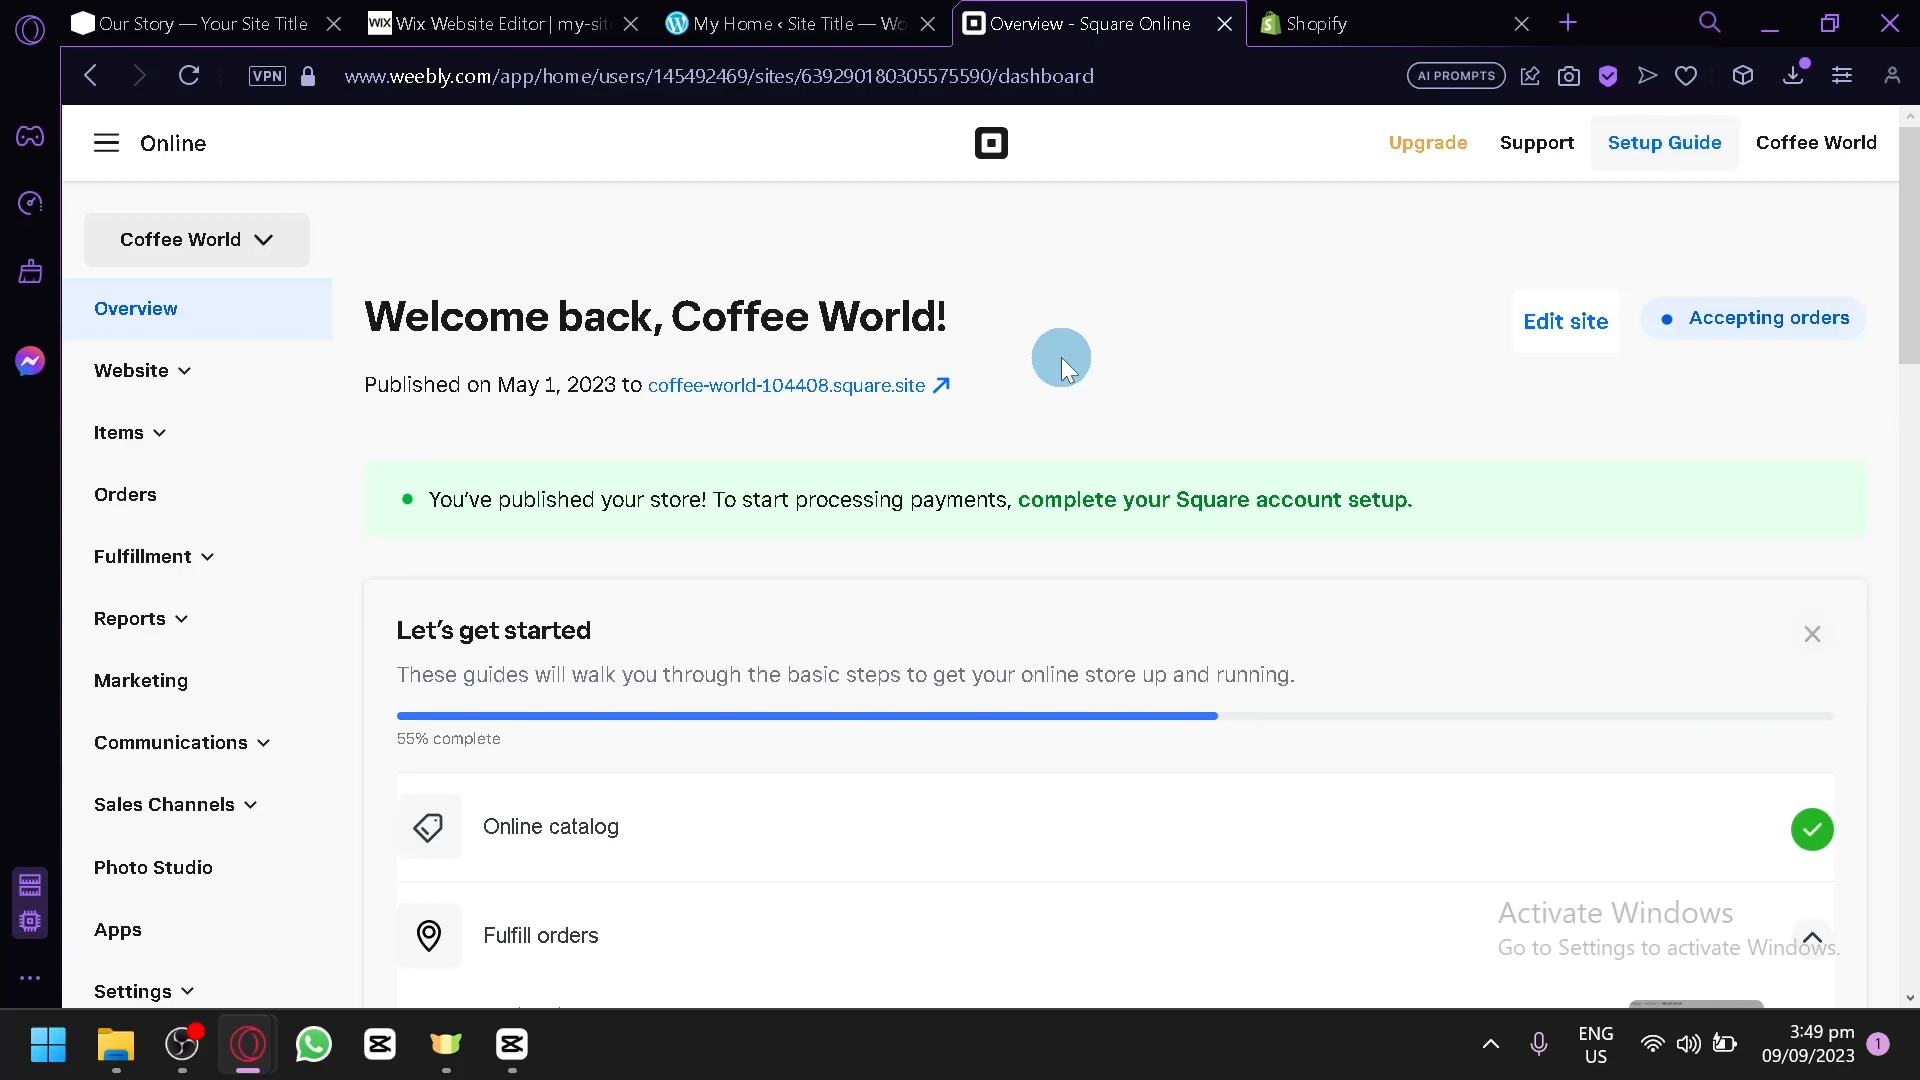 Our Story — Your Site Title
WIX Wix Website Editor | my-sit
My Home ‹ Site Title — Wo
Overview - Square Online
Shopify
VPN
www.weebly.com/app/home/users/145492469/sites/639290180305575590/dashboard
AI PROMPTS
Online
Upgrade
Support
Setup Guide
Coffee World
Coffee World
Overview
Website
Items
Orders
Fulfillment
Reports
Marketing
Communications
Sales Channels
Photo Studio
Apps
Settings
Welcome back, Coffee World!
Edit site
Accepting orders
Published on May 1, 2023 to coffee-world-104408.square.site
You’ve published your store! To start processing payments, complete your Square account setup.
Let’s get started
These guides will walk you through the basic steps to get your online store up and running.
55% complete
Online catalog
Fulfill orders
Activate Windows
Go to Settings to activate Windows.
ENG
US
3:49 pm
09/09/2023
1